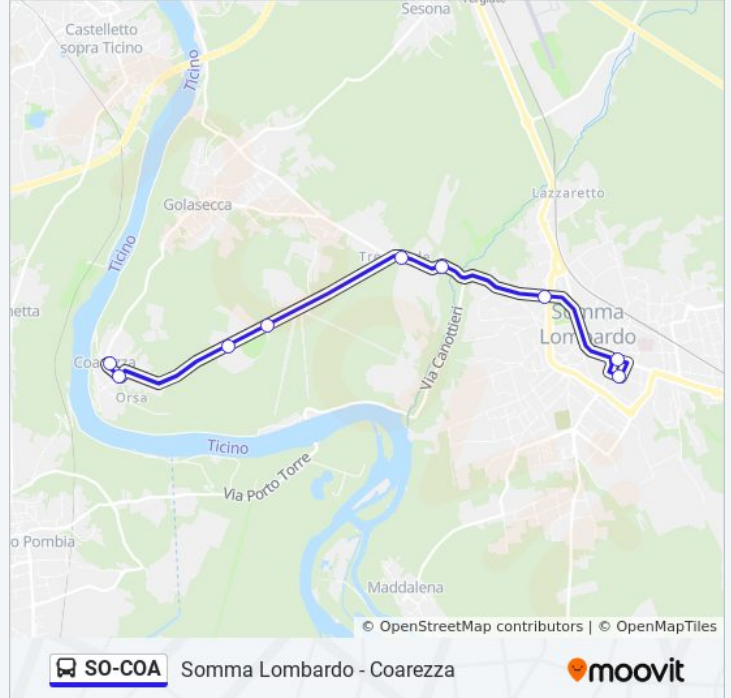 Sesona
Castelletto
sopra Ticino
Ticino
Lazzaretto
Golasecca
Ticino
Somma
Lombardo
Via Canottieri
Orsa
Ticino
Via Porto Torre
o Pombia
Maddalena
© OpenStreetMap contributors | © OpenMapTiles
SO-COA Somma Lombardo - Coarezza
moovit